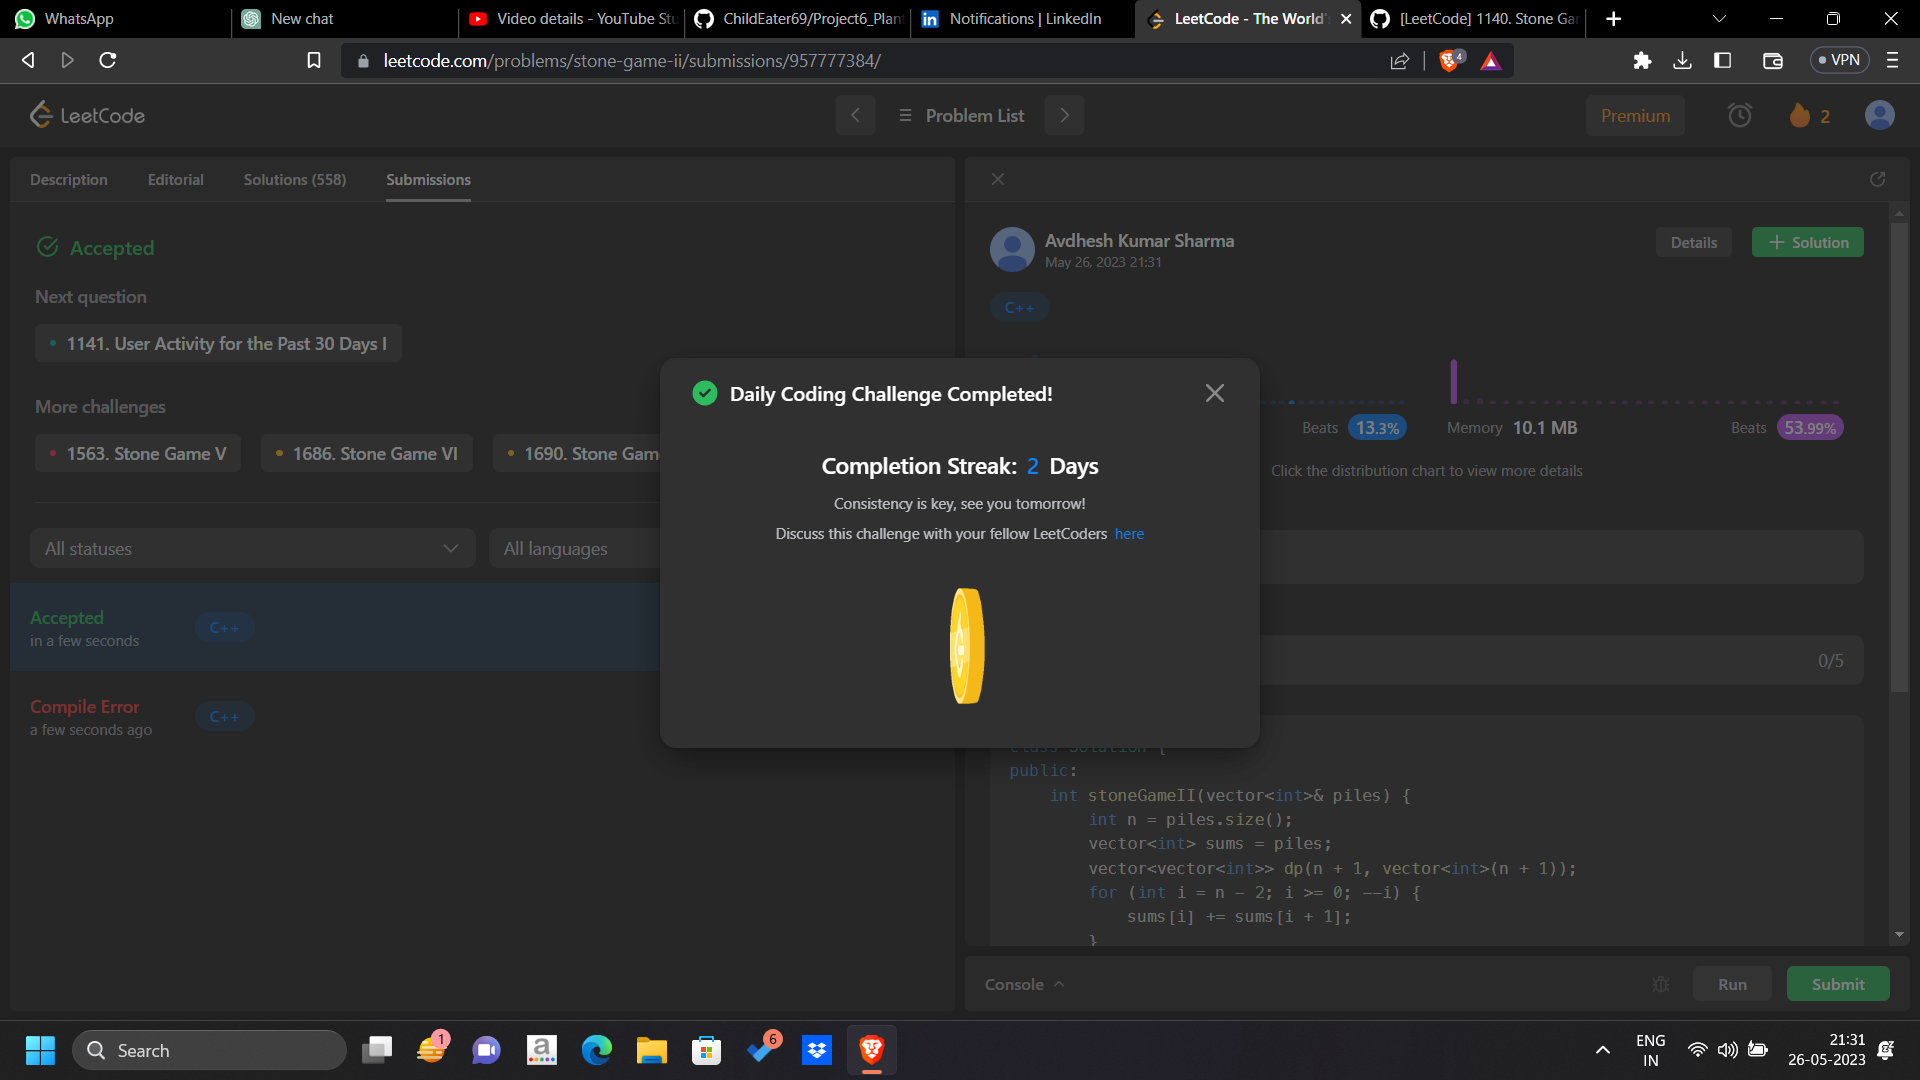 WhatsApp
New chat
Video details - YouTube Stu
ChildEater69/Project6_Plant
Notifications | LinkedIn
LeetCode - The World'
[LeetCode] 1140. Stone Gar
leetcode.com/problems/stone-game-ii/submissions/957777384/
4
VPN
LeetCode
Problem List
Premium
2
Description
Editorial
Solutions (558)
Submissions
Accepted
Next question
1141. User Activity for the Past 30 Days I
More challenges
1563. Stone Game V
1686. Stone Game VI
1690. Stone Gam
All statuses
All languages
Accepted
in a few seconds
C++
Compile Error
a few seconds ago
C++
Avdhesh Kumar Sharma
May 26, 2023 21:31
Details
Solution
C++
Beats 13.3%
Memory 10.1 MB
Beats 53.99%
Click the distribution chart to view more details
Daily Coding Challenge Completed!
Completion Streak: 2 Days
Consistency is key, see you tomorrow!
Discuss this challenge with your fellow LeetCoders here
0/5
class Solution {
public:
int stoneGameII(vector<int>& piles) {
int n = piles.size();
vector<int> sums = piles;
vector<vector<int>> dp(n + 1, vector<int>(n + 1));
for (int i = n - 2; i >= 0; --i) {
sums[i] += sums[i + 1];
}
Console
Run
Submit
Search
1
a
6
ENG
IN
21:31
26-05-2023